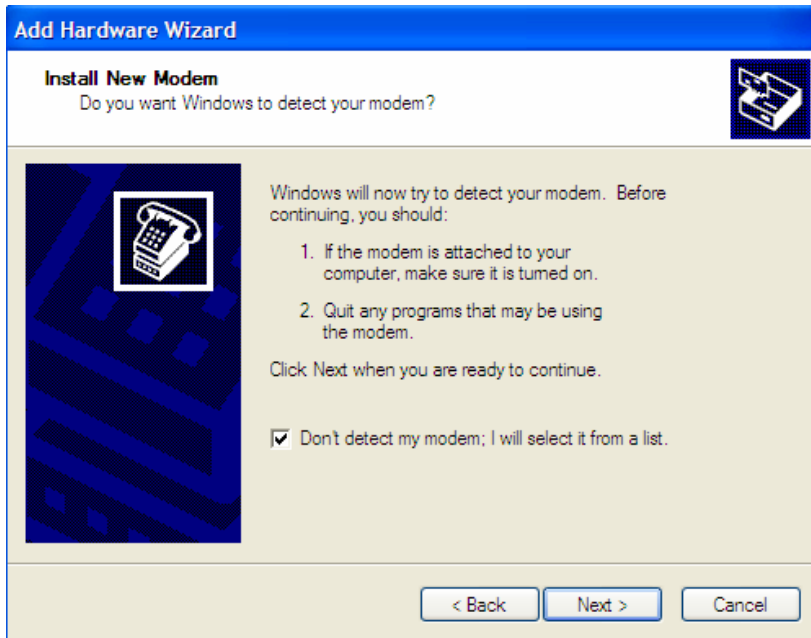 Add Hardware Wizard
Install New Modem
Do you want Windows to detect your modem?
Windows will now try to detect your modem.  Before
continuing, you should:
1.  If the modem is attached to your
computer, make sure it is turned on.
2.  Quit any programs that may be using
the modem.
Click Next when you are ready to continue.
Don't detect my modem; I will select it from a list.
< Back
Next >
Cancel